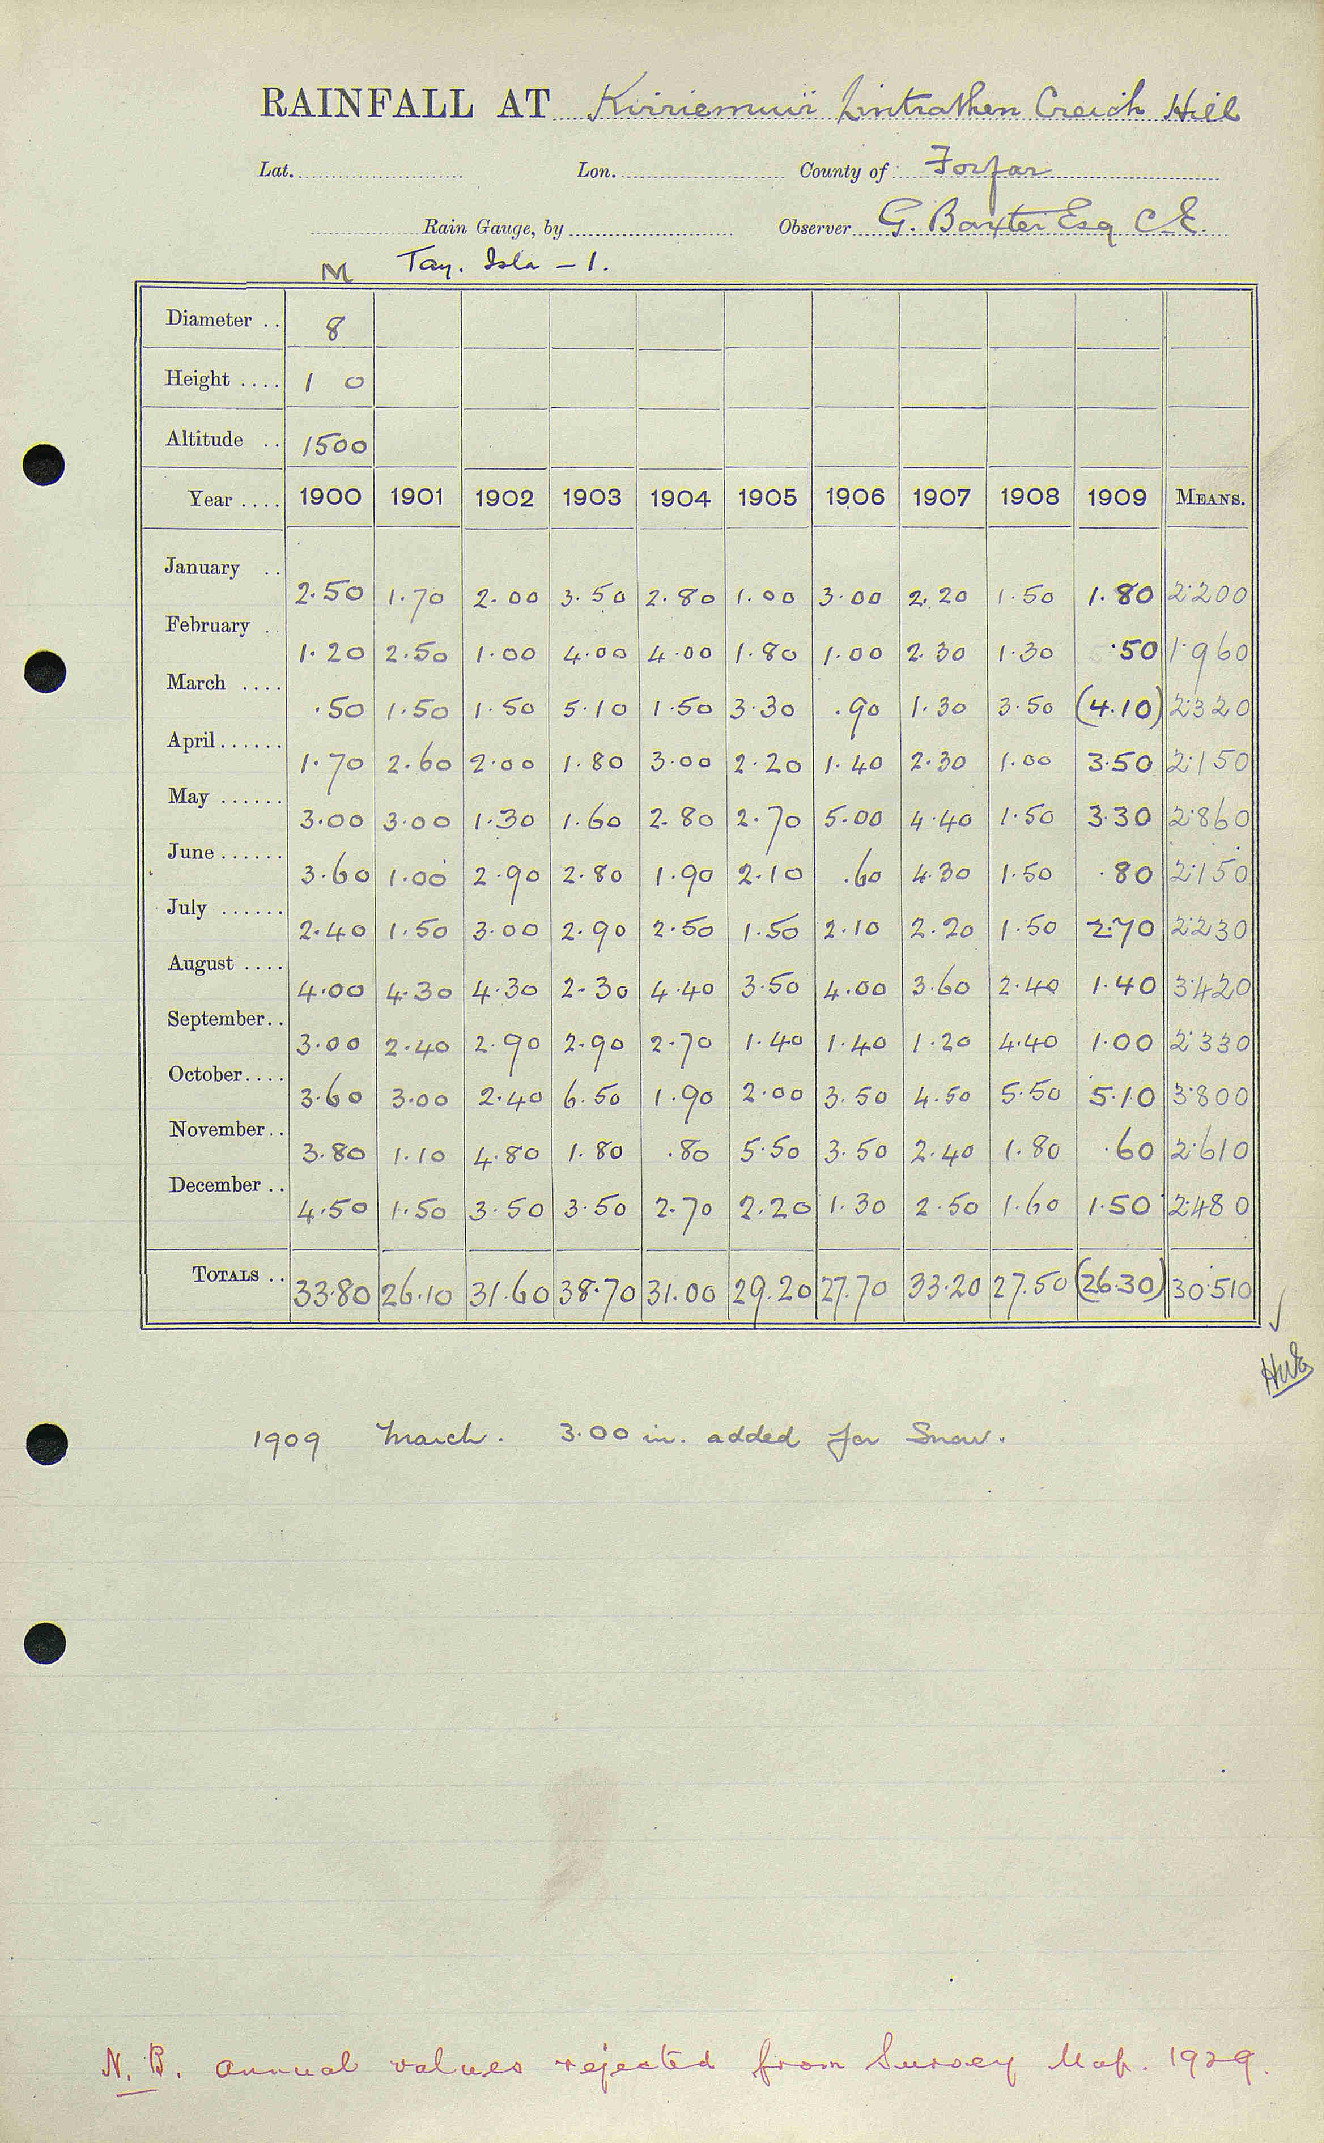 RAINFALL AT Kirriemuir Lintrathen Creich Hill
Lat. Lon. County of Forfar
Rain Gauge, by Observer G. Baxter Esq C.E.
M Tay. Isla – 1.
Diameter .. 8
Height .... 1 0
Altitude .. 1500
Year .... 1900 1901 1902 1903 1904 1905 1906 1907 1908 1909 MEANS.
January .. 2.50 1.70 2.00 3.50 2.80 1.00 3.00 2.20 1.50 1.80 2.200
February .. 1.20 2.50 1.00 4.00 4.00 1.80 1.00 2.30 1.30 .50 1.960
March .... .50 1.50 1.50 5.10 1.50 3.30 .90 1.30 3.50 (4.10) 2.320
April ...... 1.70 2.60 2.00 1.80 3.00 2.20 1.40 2.30 1.00 3.50 2.150
May ...... 3.00 3.00 1.30 1.60 2.80 2.70 5.00 4.40 1.50 3.30 2.860
June ...... 3.60 1.00 2.90 2.80 1.90 2.10 .60 4.30 1.50 .80 2.150
July ...... 2.40 1.50 3.00 2.90 2.50 1.50 2.10 2.20 1.50 2.70 2.230
August .... 4.00 4.30 4.30 2.30 4.40 3.50 4.00 3.60 2.40 1.40 3.420
September .. 3.00 2.40 2.90 2.90 2.70 1.40 1.40 1.20 4.40 1.00 2.330
October .... 3.60 3.00 2.40 6.50 1.90 2.00 3.50 4.50 5.50 5.10 3.800
November .. 3.80 1.10 4.80 1.80 .80 5.50 3.50 2.40 1.80 .60 2.610
December .. 4.50 1.50 3.50 3.50 2.70 2.20 1.30 2.50 1.60 1.50 2.480
TOTALS .. 33.80 26.10 31.60 38.70 31.00 29.20 27.70 33.20 27.50 (26.30) 30.510
1909 March. 3.00 in. added for Snow.
N.B. annual values rejected from Survey Map. 1929.